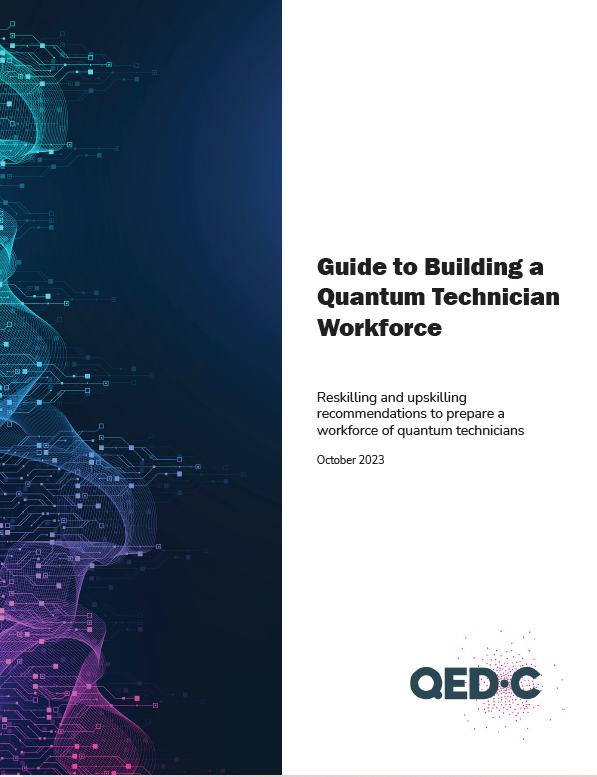 Guide to Building a
Quantum Technician
Workforce
Reskilling and upskilling
recommendations to prepare a
workforce of quantum technicians
October 2023
QED·C